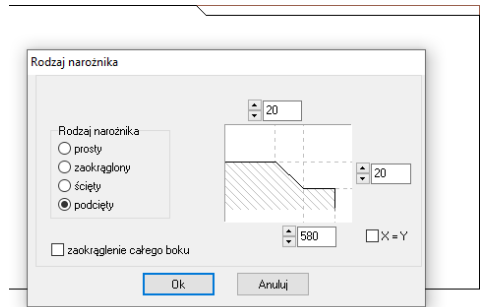 Rodzaj narożnika
20
Rodzaj narożnika
prosty
zaokrąglony
ścięty
podcięty
20
580
X = Y
zaokrąglenie całego boku
Ok
Anuluj